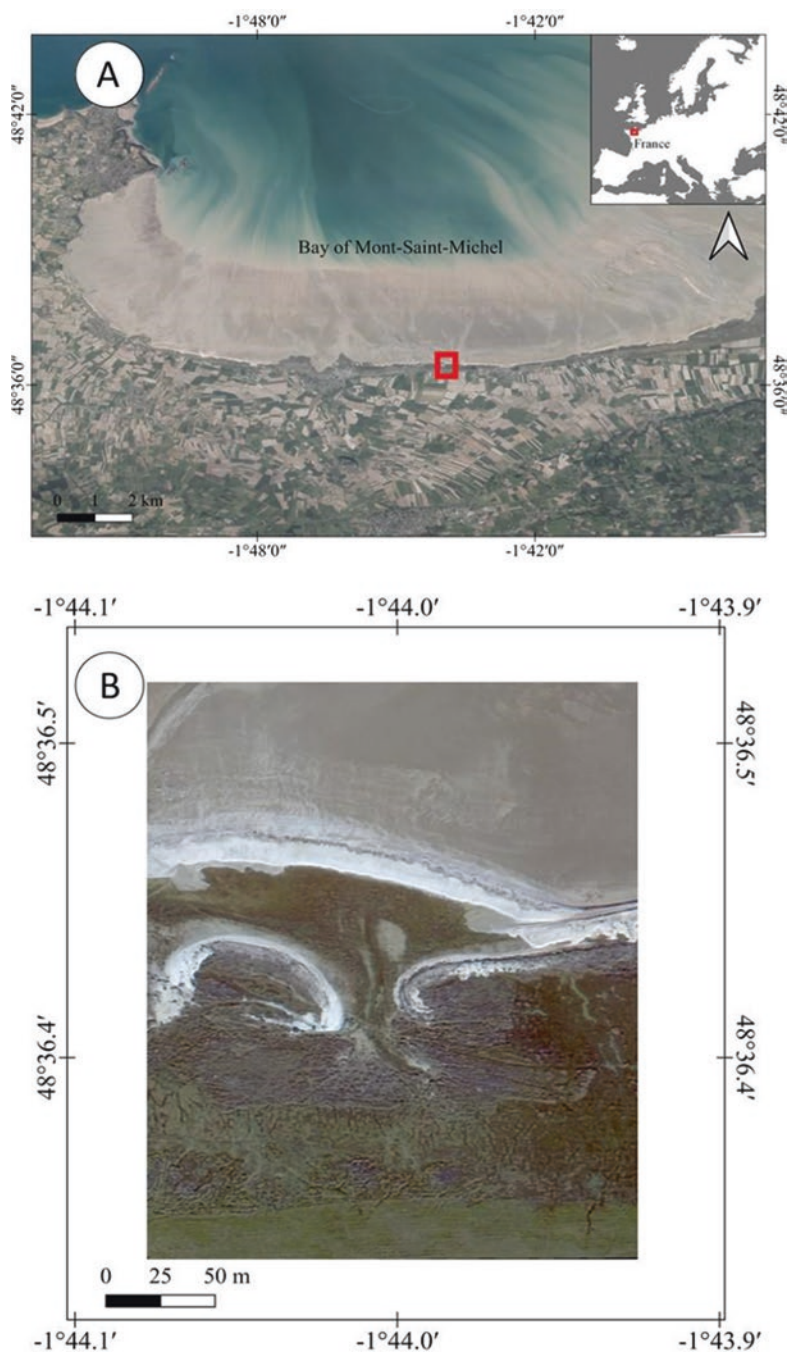 -1°48'0" -1°42'0"
A
48°42'0" 48°42'0"
France
Bay of Mont-Saint-Michel
48°36'0" 48°36'0"
0 1 2 km
-1°48'0" -1°42'0"
-1°44.1' -1°44.0' -1°43.9'
B
48°36.5' 48°36.5'
48°36.4' 48°36.4'
0 25 50 m
-1°44.1' -1°44.0' -1°43.9'